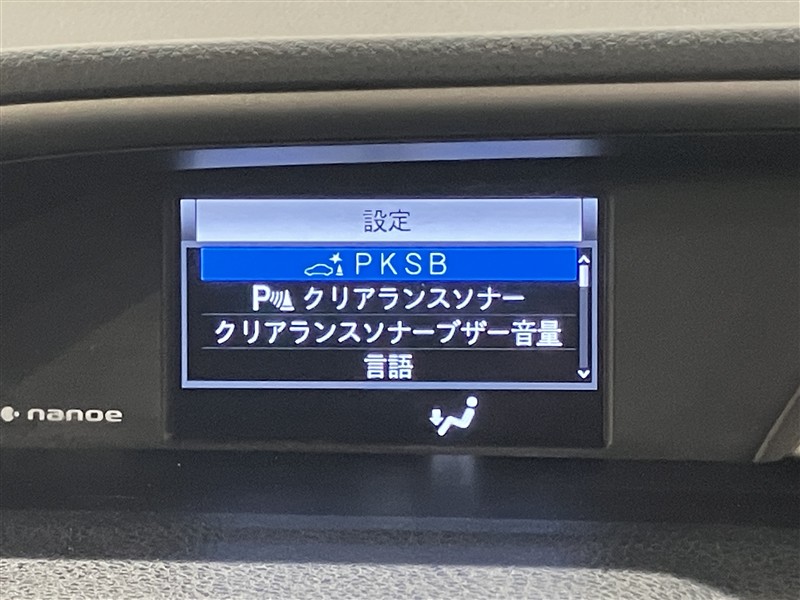 設定
PKSB
P クリアランスソナー
クリアランスソナーブザー音量
言語
nanoe